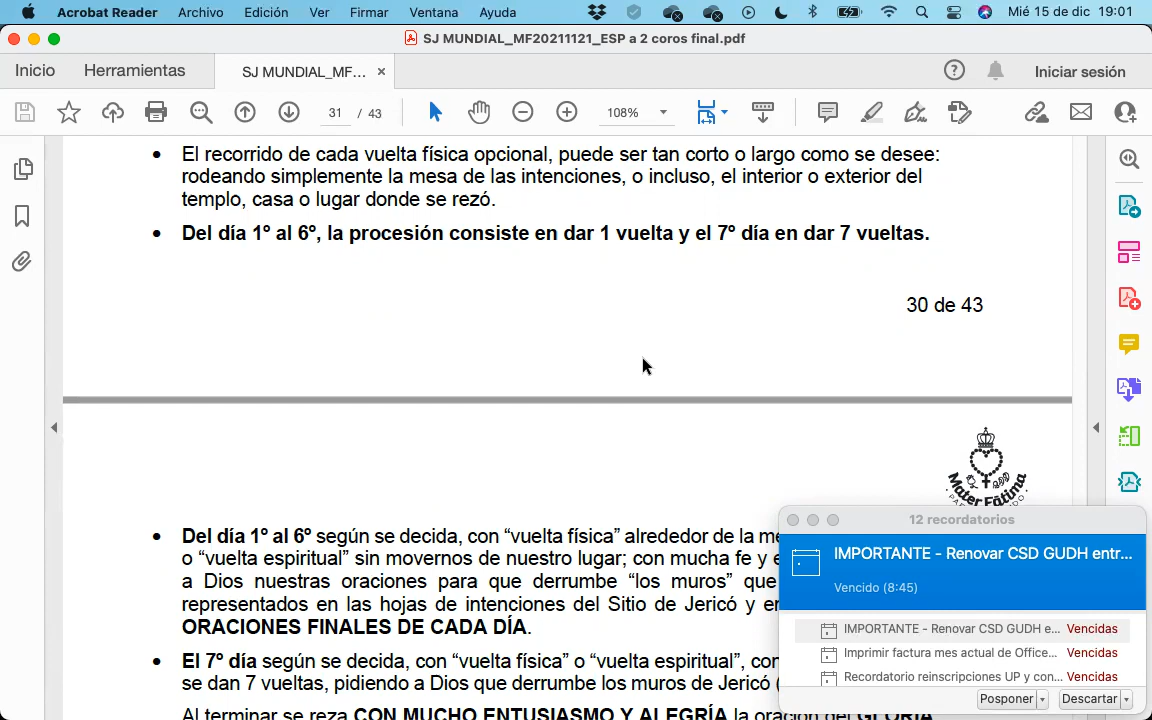 Acrobat Reader Archivo Edición Ver Firmar Ventana Ayuda Mié 15 de dic 19:01
SJ MUNDIAL_MF20211121_ESP a 2 coros final.pdf
Inicio Herramientas SJ MUNDIAL_MF... × Iniciar sesión
31 / 43 108%
• El recorrido de cada vuelta física opcional, puede ser tan corto o largo como se desee:
rodeando simplemente la mesa de las intenciones, o incluso, el interior o exterior del
templo, casa o lugar donde se rezó.
• Del día 1º al 6º, la procesión consiste en dar 1 vuelta y el 7º día en dar 7 vueltas.
30 de 43
Mater Fátima
• Del día 1º al 6º según se decida, con “vuelta física” alrededor de la
o “vuelta espiritual” sin movernos de nuestro lugar; con mucha fe y
a Dios nuestras oraciones para que derrumbe “los muros” que
representados en las hojas de intenciones del Sitio de Jericó y
ORACIONES FINALES DE CADA DÍA.
• El 7º día según se decida, con “vuelta física” o “vuelta espiritual”,
se dan 7 vueltas, pidiendo a Dios que derrumbe los muros de Jericó (
Al terminar se reza CON MUCHO ENTUSIASMO Y ALEGRÍA la oración del GLORIA
12 recordatorios
IMPORTANTE - Renovar CSD GUDH entr...
Vencido (8:45)
IMPORTANTE - Renovar CSD GUDH e... Vencidas
Imprimir factura mes actual de Office... Vencidas
Recordatorio reinscripciones UP y con... Vencidas
Posponer Descartar